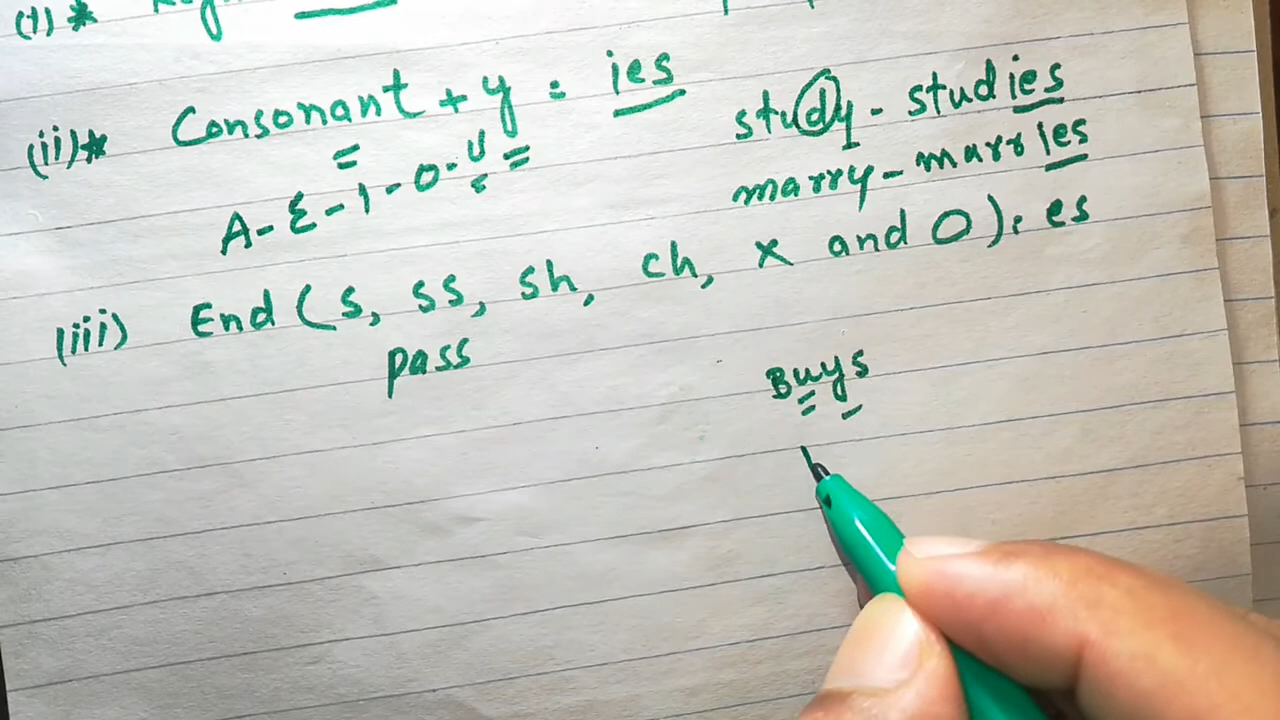 (i) *
(ii)* Consonant + y = ies study - studies
A-E-I-O-U marry - marries
(iii) End (s, ss, sh, ch, x and O): es
pass
Buys